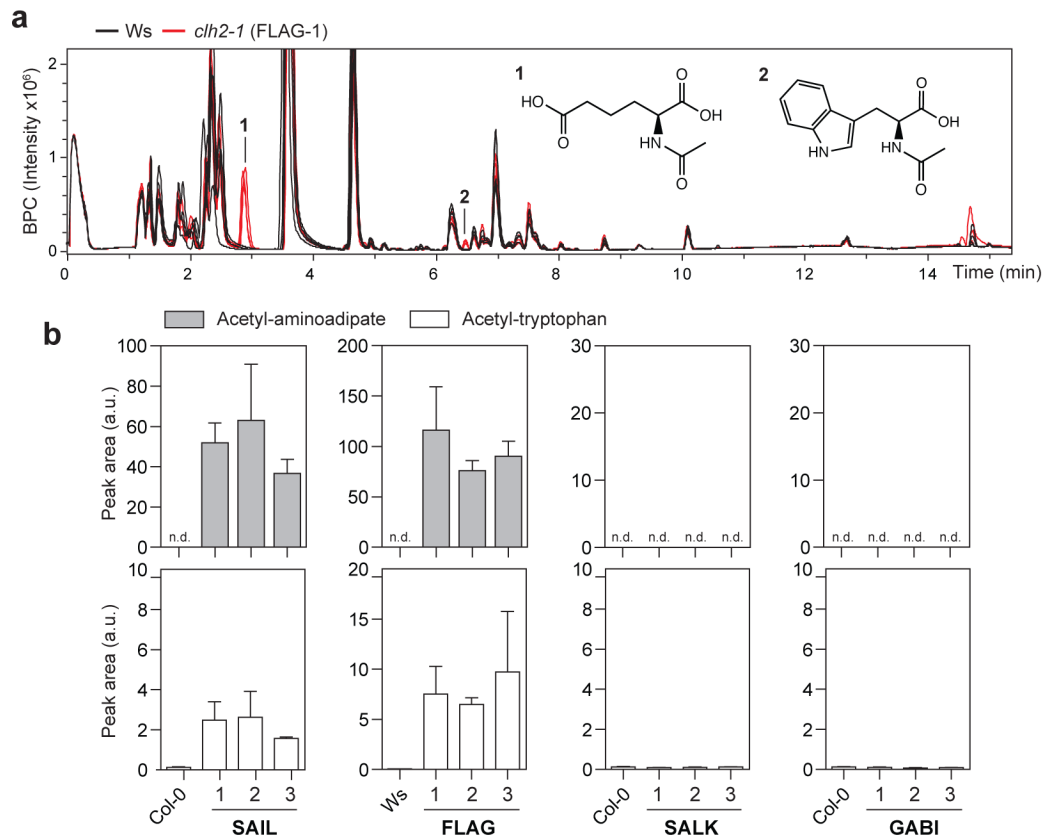 a
Ws clh2-1 (FLAG-1)
BPC (Intensity x10⁶)
2
1
0
1
2
1
HO
O
O
OH
HN
O
2
O
OH
HN
HN
O
0 2 4 6 8 10 12 14 Time (min)
b
Acetyl-aminoadipate Acetyl-tryptophan
Peak area (a.u.)
100
80
60
40
20
0
n.d.
200
150
100
50
0
n.d.
30
20
10
0
n.d. n.d. n.d. n.d.
30
20
10
0
n.d. n.d. n.d. n.d.
Peak area (a.u.)
10
8
6
4
2
0
Col-0 1 2 3
SAIL
20
15
10
5
0
Ws 1 2 3
FLAG
10
8
6
4
2
0
Col-0 1 2 3
SALK
10
8
6
4
2
0
Col-0 1 2 3
GABI